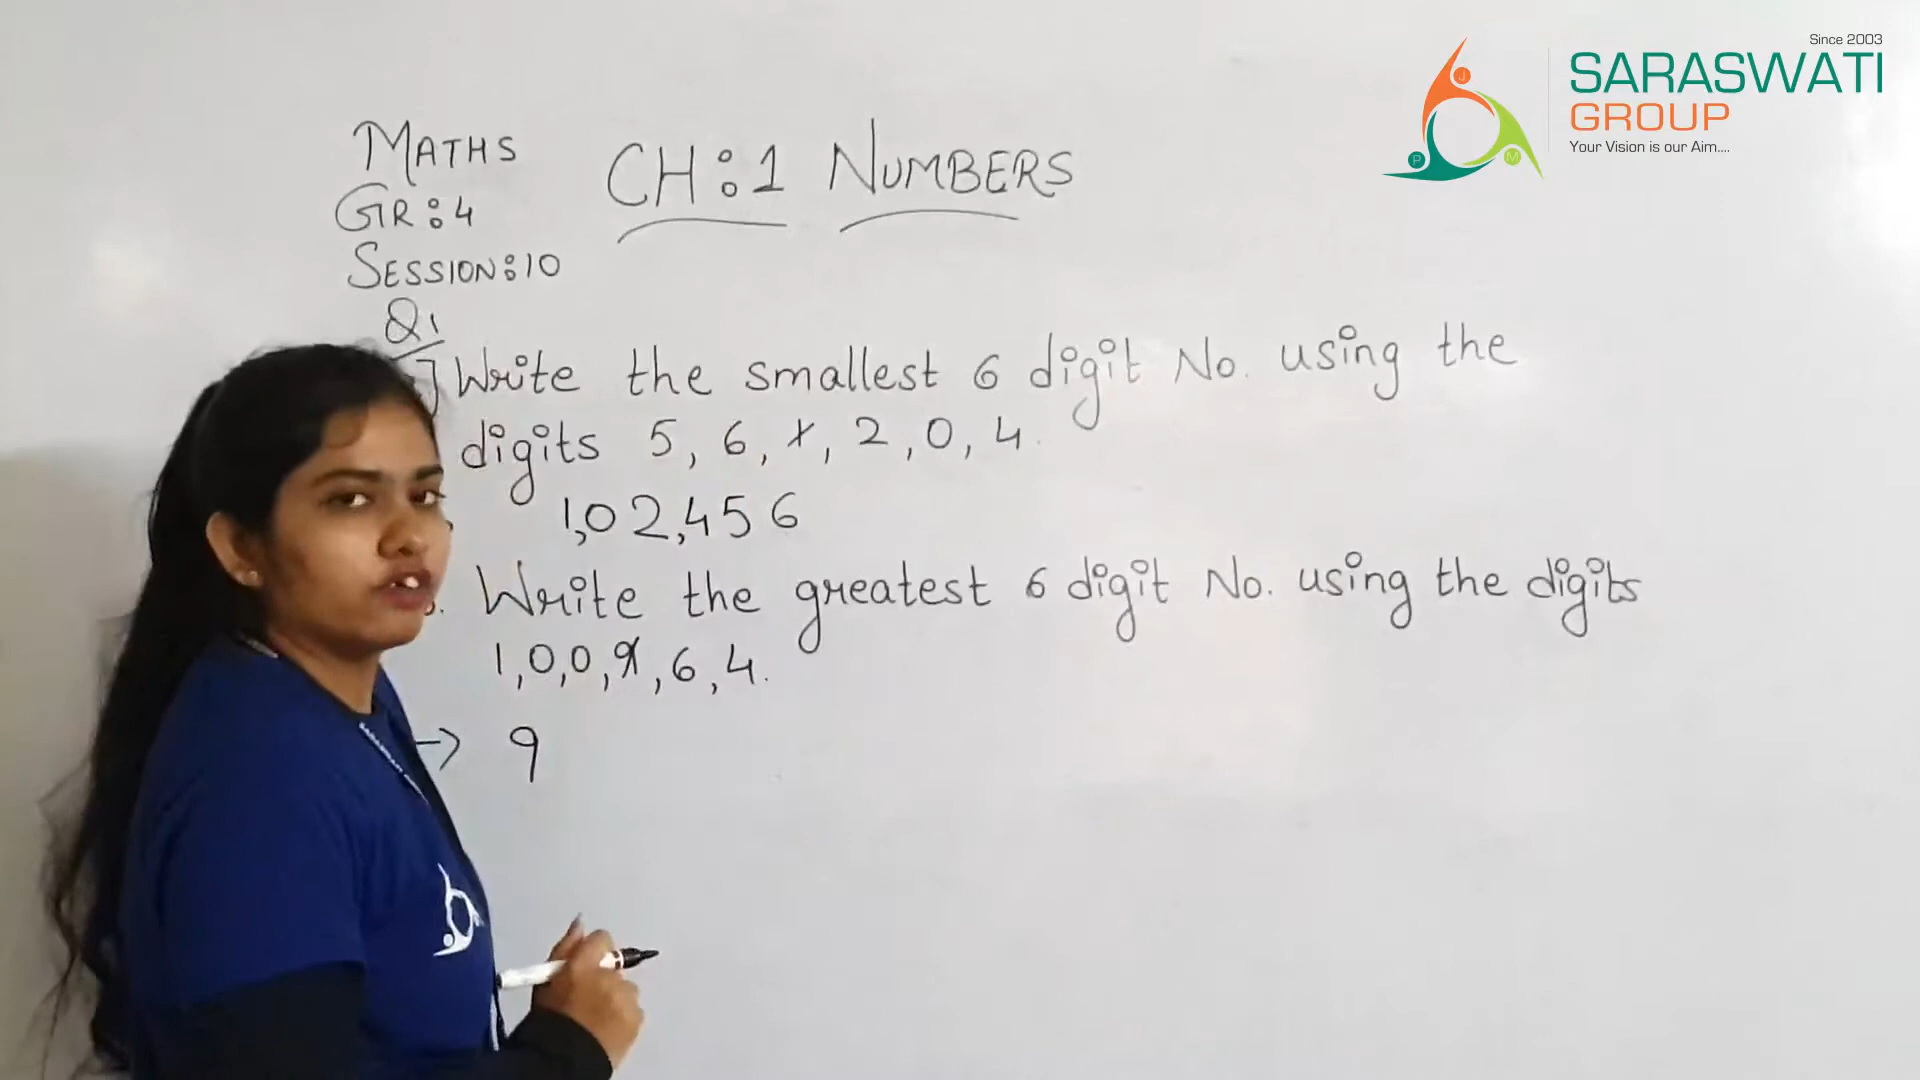 Since 2003
SARASWATI
GROUP
Your Vision is our Aim....
J
P
M
MATHS
GR:4
SESSION:10
CH:1 NUMBERS
Q1
Write the smallest 6 digit No. using the
digits 5, 6, 1, 2, 0, 4.
1,02,456
Write the greatest 6 digit No. using the digits
1,0,0,9,6,4.
→ 9